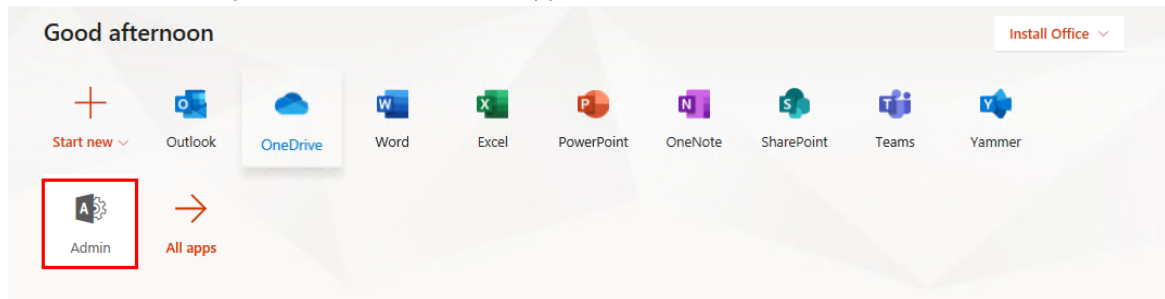 Good afternoon
Install Office
Start new
Outlook
OneDrive
Word
Excel
PowerPoint
OneNote
SharePoint
Teams
Yammer
Admin
All apps